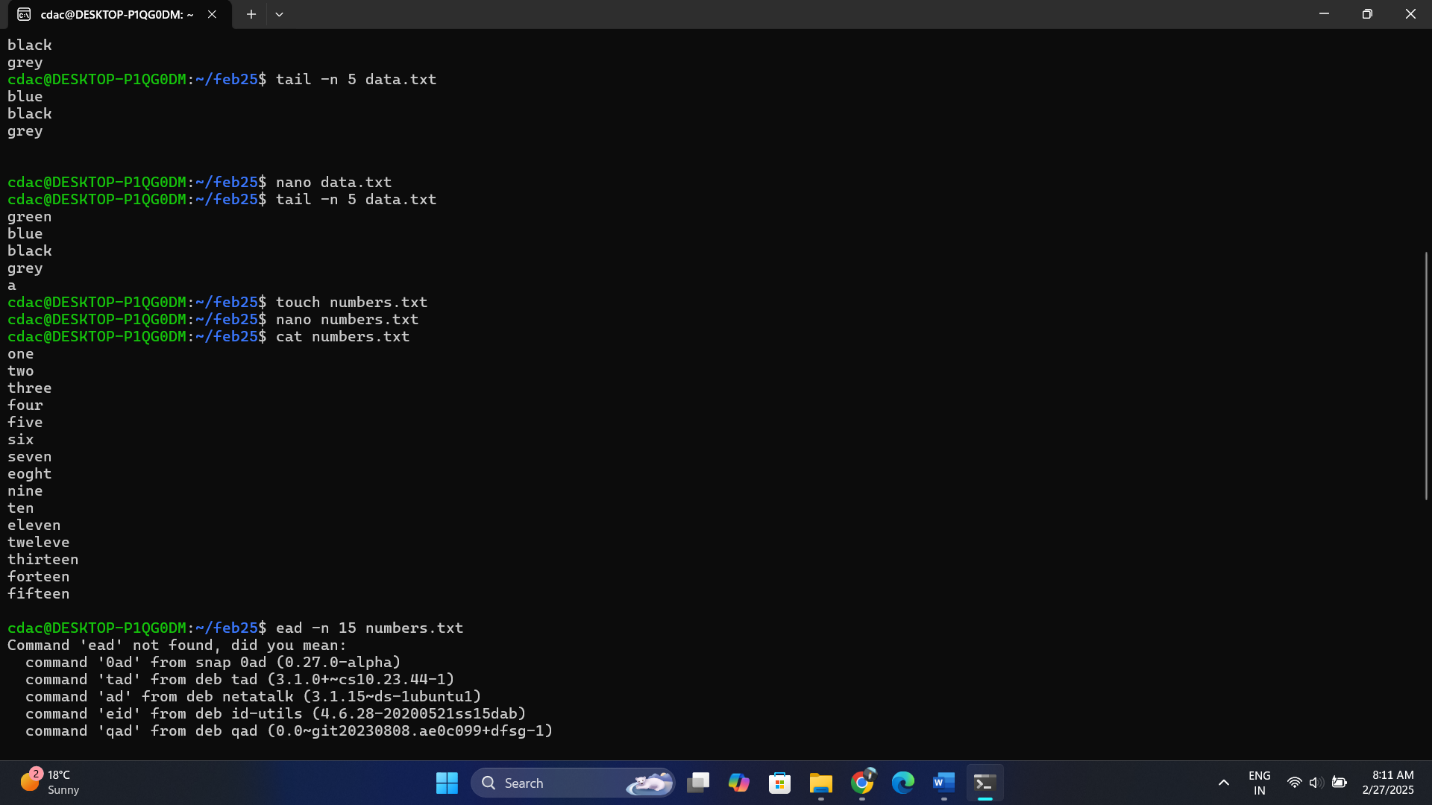 cdac@DESKTOP-P1QG0DM: ~
black
grey
cdac@DESKTOP-P1QG0DM:~/feb25$ tail -n 5 data.txt
blue
black
grey
cdac@DESKTOP-P1QG0DM:~/feb25$ nano data.txt
cdac@DESKTOP-P1QG0DM:~/feb25$ tail -n 5 data.txt
green
blue
black
grey
a
cdac@DESKTOP-P1QG0DM:~/feb25$ touch numbers.txt
cdac@DESKTOP-P1QG0DM:~/feb25$ nano numbers.txt
cdac@DESKTOP-P1QG0DM:~/feb25$ cat numbers.txt
one
two
three
four
five
six
seven
eoght
nine
ten
eleven
tweleve
thirteen
forteen
fifteen
cdac@DESKTOP-P1QG0DM:~/feb25$ ead -n 15 numbers.txt
Command 'ead' not found, did you mean:
  command '0ad' from snap 0ad (0.27.0-alpha)
  command 'tad' from deb tad (3.1.0+~cs10.23.44-1)
  command 'ad' from deb netatalk (3.1.15~ds-1ubuntu1)
  command 'eid' from deb id-utils (4.6.28-20200521ss15dab)
  command 'qad' from deb qad (0.0~git20230808.ae0c099+dfsg-1)
2
18°C
Sunny
Search
ENG
IN
8:11 AM
2/27/2025